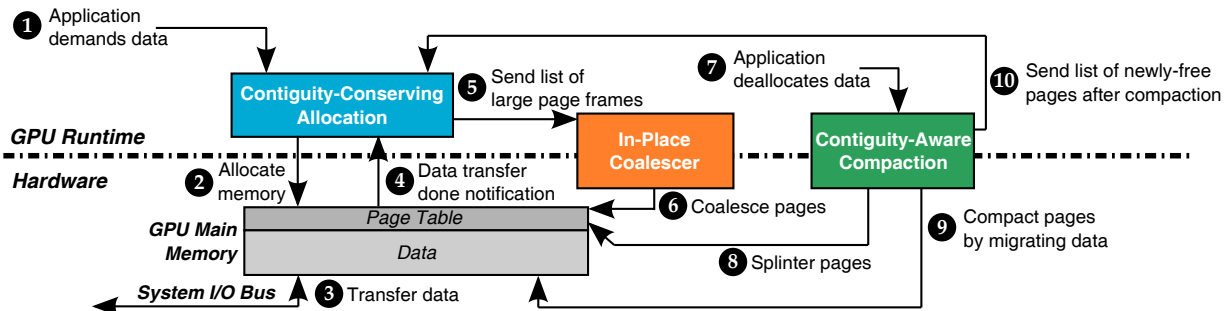 1 Application
demands data
Contiguity-Conserving
Allocation
5 Send list of
large page frames
7 Application
deallocates data
10 Send list of newly-free
pages after compaction
In-Place
Coalescer
Contiguity-Aware
Compaction
GPU Runtime
Hardware
2 Allocate
memory
4 Data transfer
done notification
6 Coalesce pages
GPU Main
Memory
Page Table
Data
8 Splinter pages
9 Compact pages
by migrating data
System I/O Bus
3 Transfer data